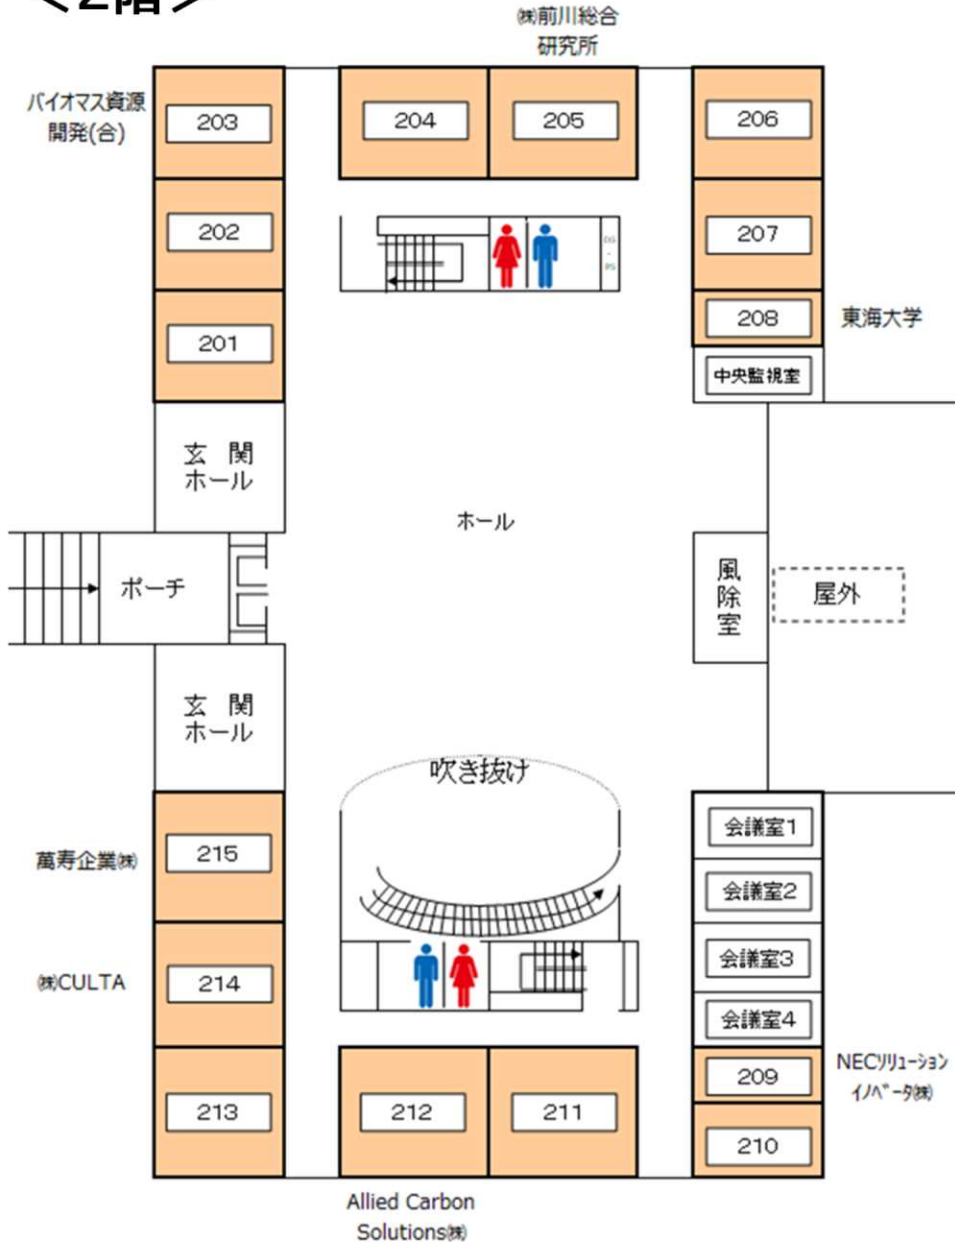 <2階>
㈱前川総合
研究所
バイオマス資源
開発(合)
203
204
205
206
202
207
DS
-
PS
201
208
東海大学
中央監視室
玄 関
ホール
ホール
ポーチ
風
除
室
屋外
玄 関
ホール
吹き抜け
会議室1
萬寿企業㈱
215
会議室2
㈱CULTA
214
会議室3
会議室4
209
NECソリューション
イノベータ㈱
213
212
211
210
Allied Carbon
Solutions㈱